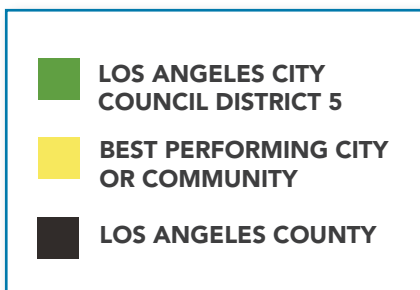 LOS ANGELES CITY
COUNCIL DISTRICT 5
BEST PERFORMING CITY
OR COMMUNITY
LOS ANGELES COUNTY